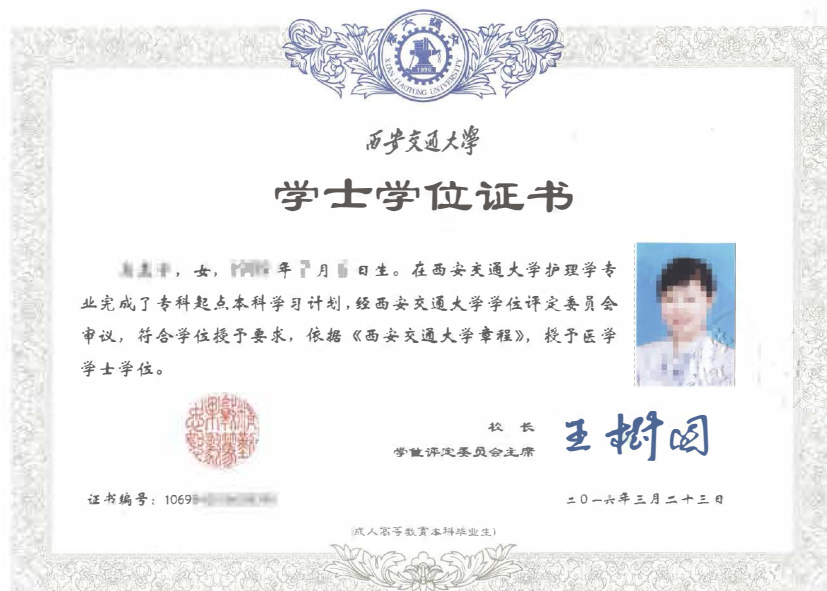 XI'AN JIAOTONG UNIVERSITY
1896
西安交通大学
学士学位证书
，女， 年 月 日生。在西安交通大学护理学专
业完成了专科起点本科学习计划，经西安交通大学学位评定委员会
审议，符合学位授予要求，依据《西安交通大学章程》，授予医学
学士学位。
校长
学位评定委员会主席
王树国
证书编号：1069
二〇一六年三月二十三日
（成人高等教育本科毕业生）